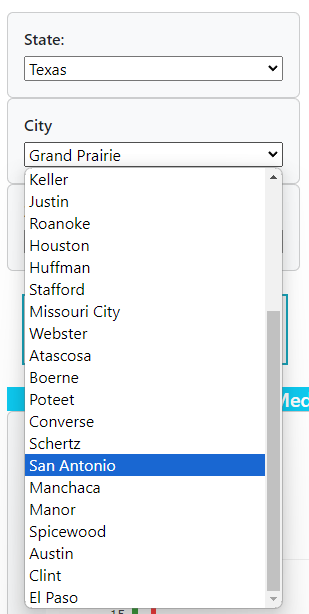 State:
Texas
City
Grand Prairie
Keller
Justin
Roanoke
Houston
Huffman
Stafford
Missouri City
Webster
Atascosa
Boerne
Poteet
Converse
Schertz
San Antonio
Manchaca
Manor
Spicewood
Austin
Clint
El Paso